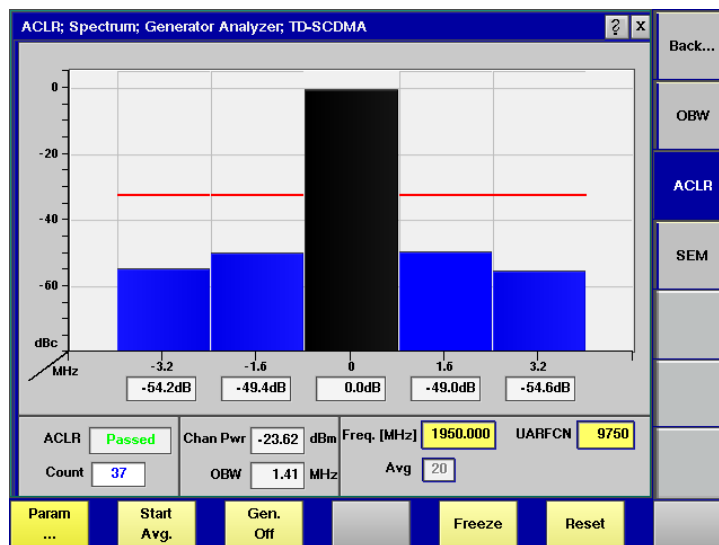 ACLR; Spectrum; Generator Analyzer; TD-SCDMA ? x
Back...
OBW
ACLR
SEM
0
-20
-40
-60
dBc
MHz
-3.2 -1.6 0 1.6 3.2
-54.2dB -49.4dB 0.0dB -49.0dB -54.6dB
ACLR Passed Chan Pwr -23.62 dBm Freq. [MHz] 1950.000 UARFCN 9750
Count 37 OBW 1.41 MHz Avg 20
Param ...
Start Avg.
Gen. Off
Freeze
Reset